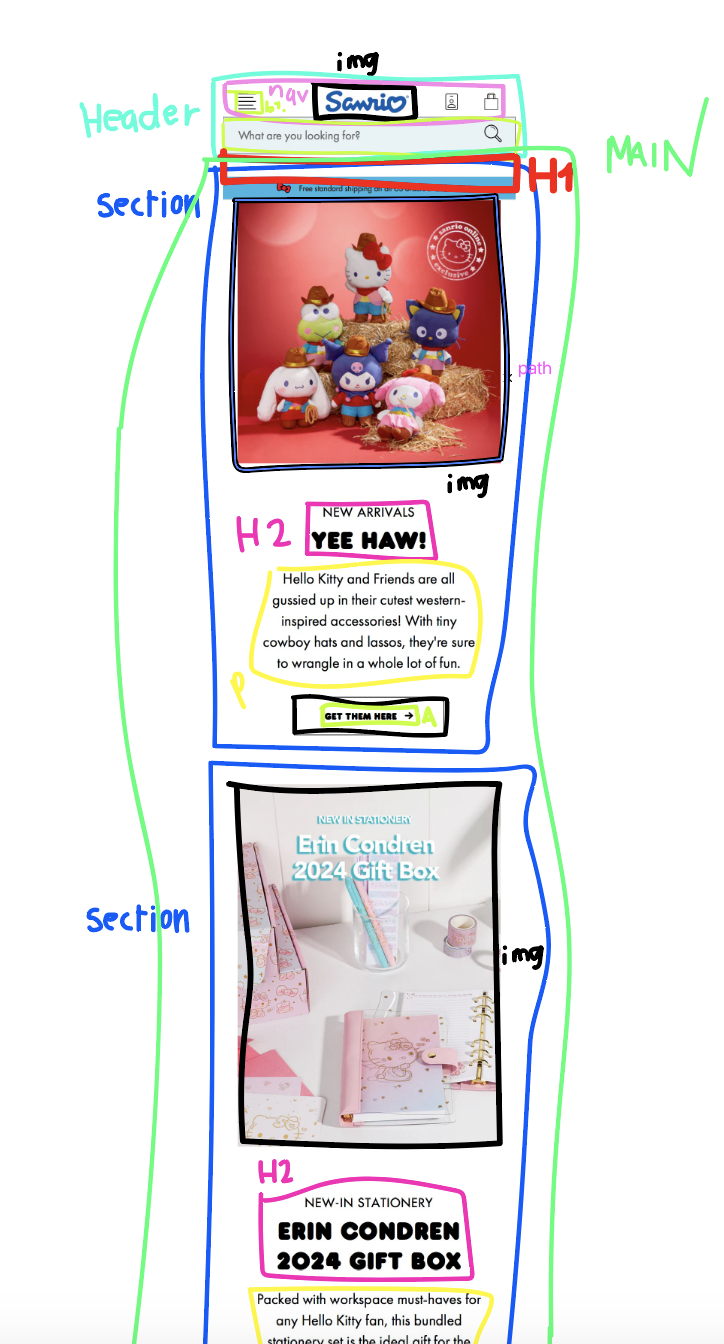 img
Header
nav
bt.
Sanrio
What are you looking for?
MAIN
H1
section
Free standard shipping on all
sanrio online
exclusive
path
img
H2
NEW ARRIVALS
YEE HAW!
Hello Kitty and Friends are all
gussied up in their cutest western-
inspired accessories! With tiny
cowboy hats and lassos, they're sure
to wrangle in a whole lot of fun.
P
GET THEM HERE →
A
NEW IN STATIONERY
Erin Condren
2024 Gift Box
section
img
H2
NEW-IN STATIONERY
ERIN CONDREN
2024 GIFT BOX
Packed with workspace must-haves for
any Hello Kitty fan, this bundled
stationery set is the ideal gift for the